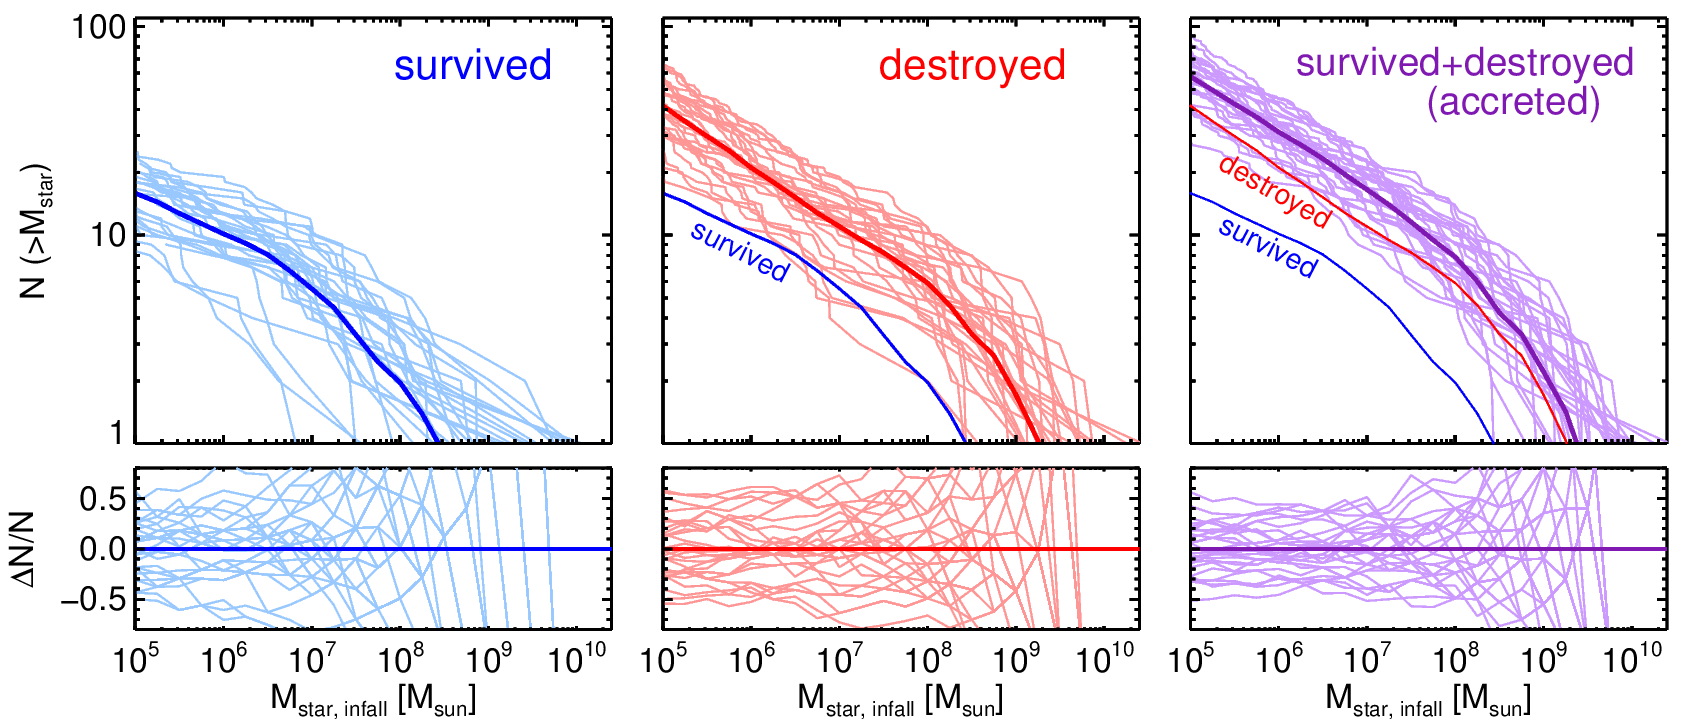 survived
destroyed
survived+destroyed
(accreted)
100
10
1
N (>M_star)
survived
destroyed
survived
0.5
0.0
−0.5
ΔN/N
10^5 10^6 10^7 10^8 10^9 10^10
10^5 10^6 10^7 10^8 10^9 10^10
10^5 10^6 10^7 10^8 10^9 10^10
M_star, infall [M_sun]
M_star, infall [M_sun]
M_star, infall [M_sun]